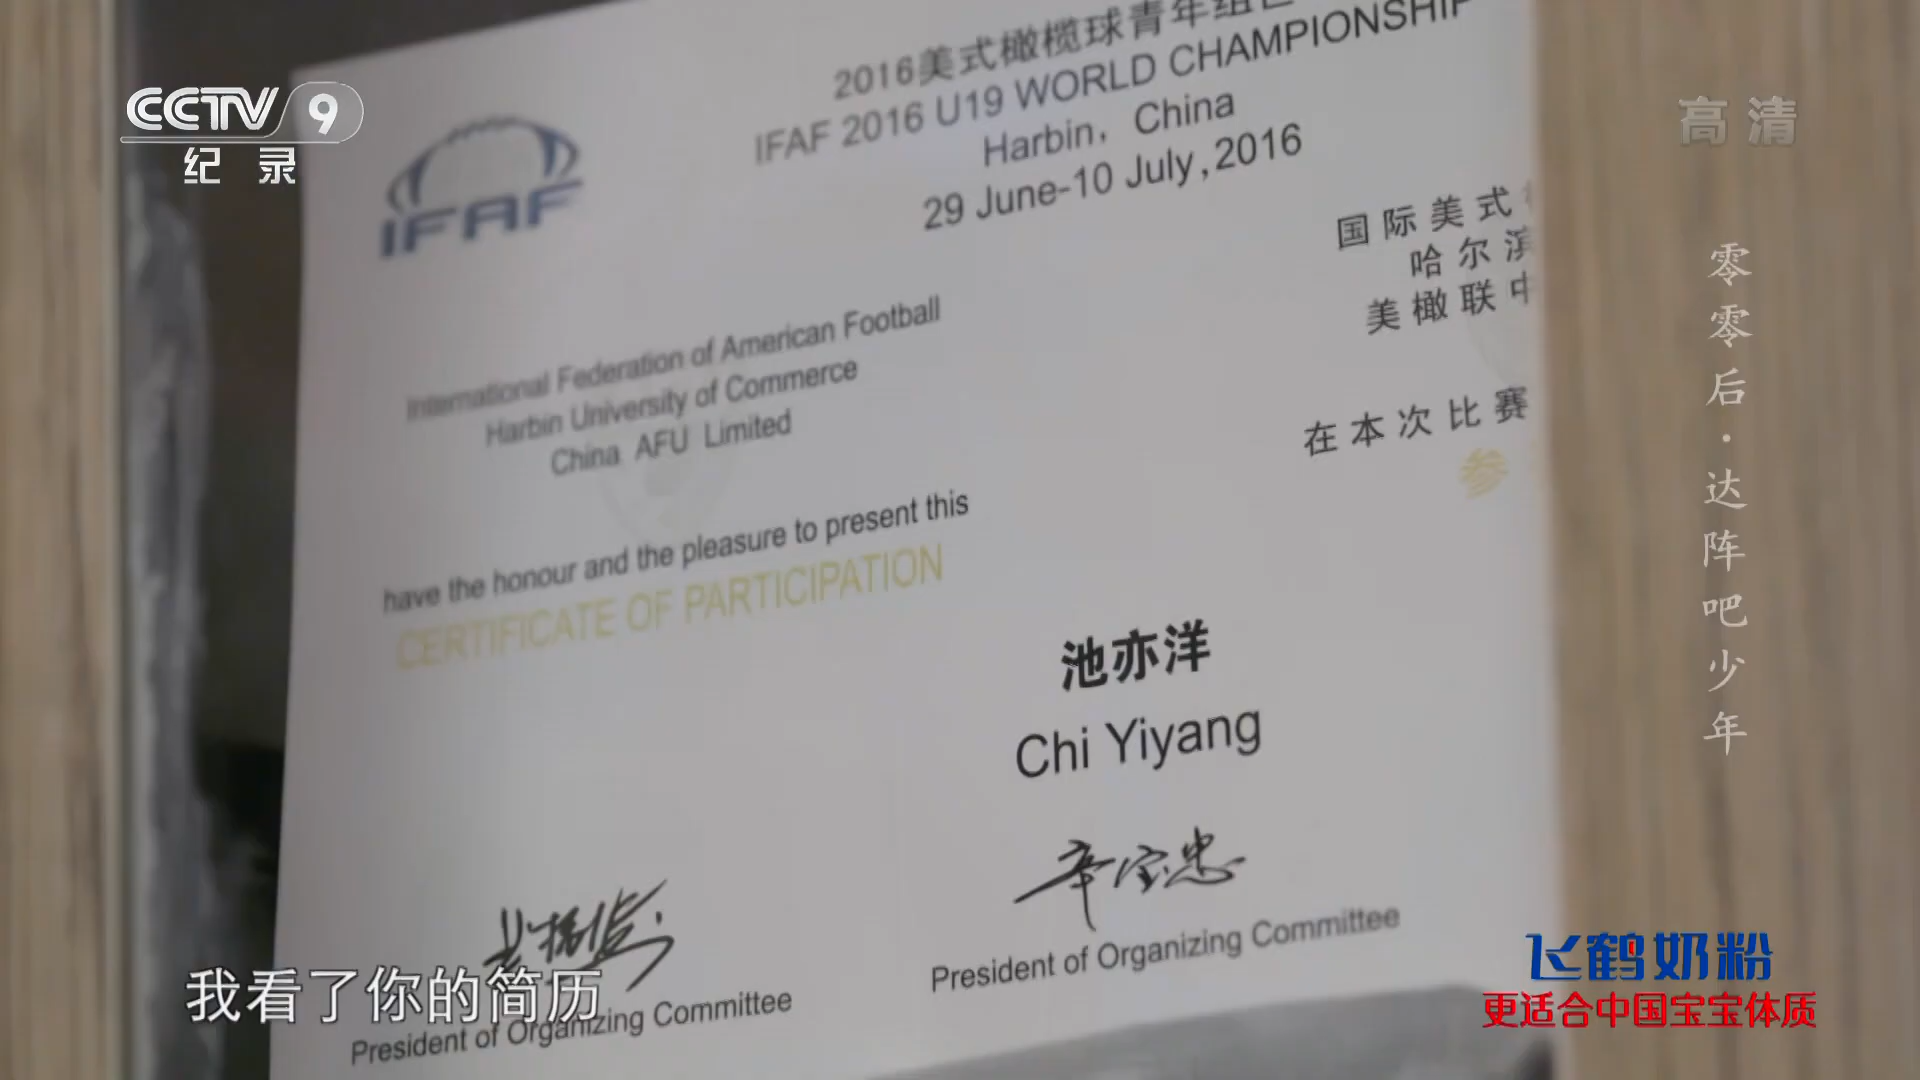 CCTV 9
纪录
高清
零零后·达阵吧少年
2016美式橄榄球青年组
IFAF 2016 U19 WORLD CHAMPIONSHIP
Harbin, China
29 June-10 July,2016
IFAF
国际美式
哈尔滨
美橄联中
International Federation of American Football
Harbin University of Commerce
China AFU Limited
在本次比赛
参
have the honour and the pleasure to present this
CERTIFICATE OF PARTICIPATION
池亦洋
Chi Yiyang
辛宝忠
President of Organizing Committee
President of Organizing Committee
我看了你的简历
飞鹤奶粉
更适合中国宝宝体质